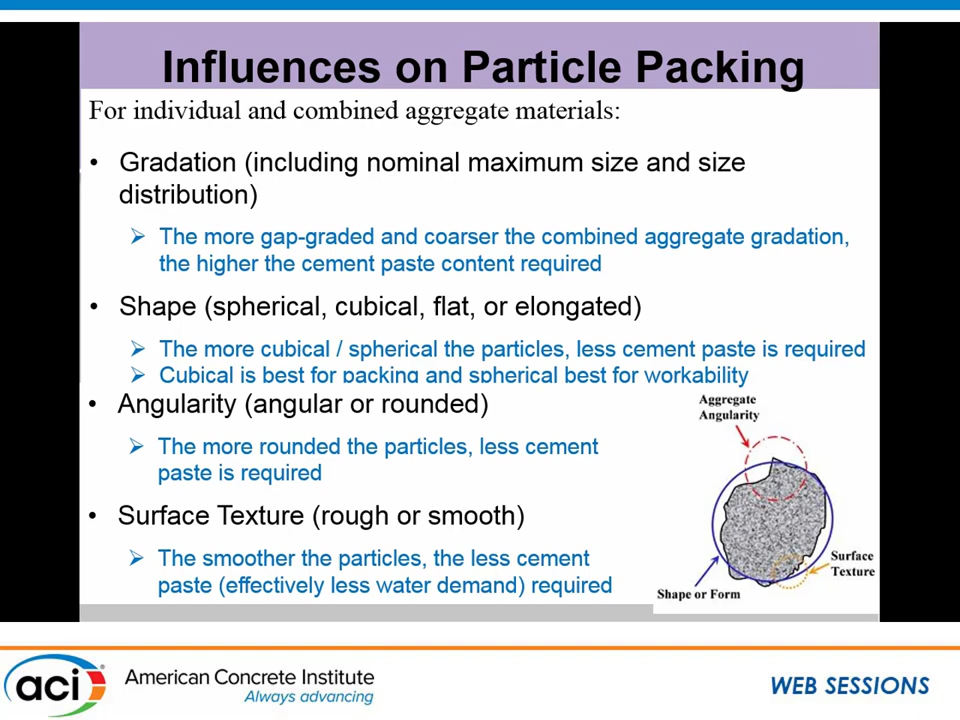 Influences on Particle Packing
For individual and combined aggregate materials:
• Gradation (including nominal maximum size and size
distribution)
➢ The more gap-graded and coarser the combined aggregate gradation,
the higher the cement paste content required
• Shape (spherical, cubical, flat, or elongated)
➢ The more cubical / spherical the particles, less cement paste is required
➢ Cubical is best for packing and spherical best for workability
• Angularity (angular or rounded)
➢ The more rounded the particles, less cement
paste is required
• Surface Texture (rough or smooth)
➢ The smoother the particles, the less cement
paste (effectively less water demand) required
Aggregate
Angularity
Surface
Texture
Shape or Form
aci®
American Concrete Institute
Always advancing
WEB SESSIONS